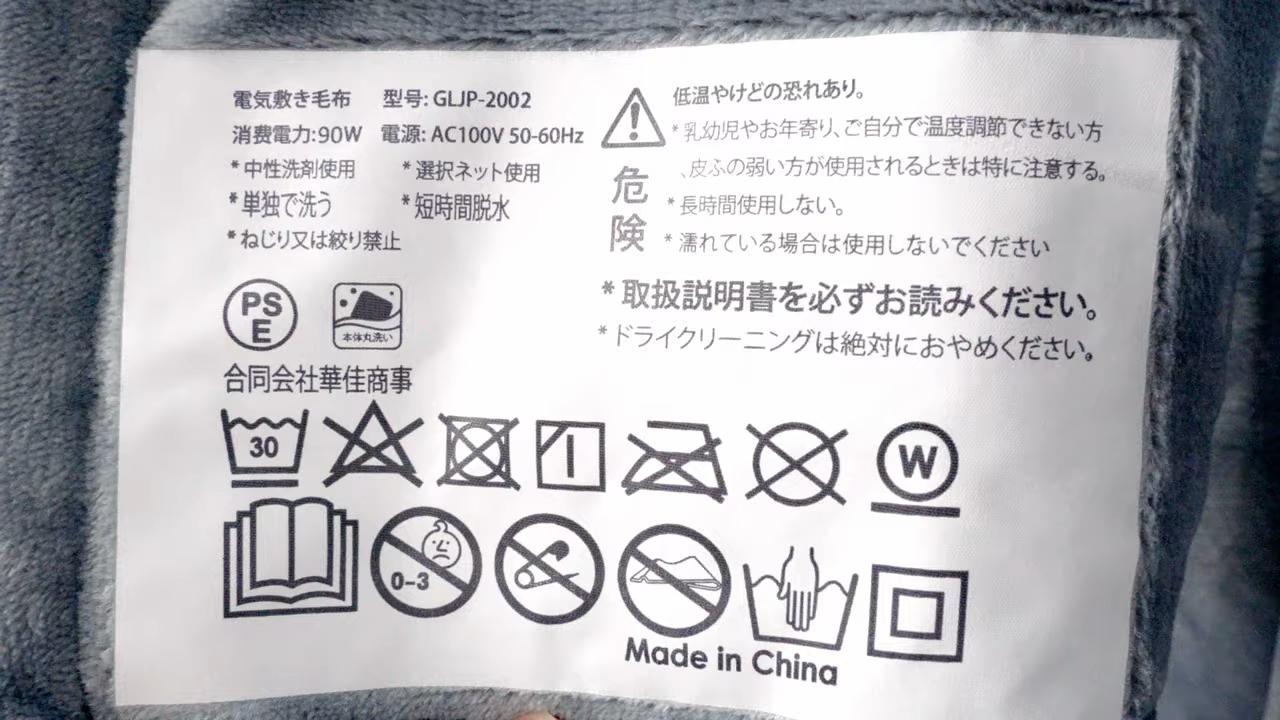 電気敷き毛布 型号: GLJP-2002
消費電力:90W 電源: AC100V 50-60Hz
*中性洗剤使用 *選択ネット使用
*単独で洗う *短時間脱水
*ねじり又は絞り禁止
PS
E
本体丸洗い
合同会社華佳商事
低温やけどの恐れあり。
危険
*乳幼児やお年寄り、ご自分で温度調節できない方
、皮ふの弱い方が使用されるときは特に注意する。
*長時間使用しない。
*濡れている場合は使用しないでください
*取扱説明書を必ずお読みください。
*ドライクリーニングは絶対におやめください。
30
W
0-3
Made in China